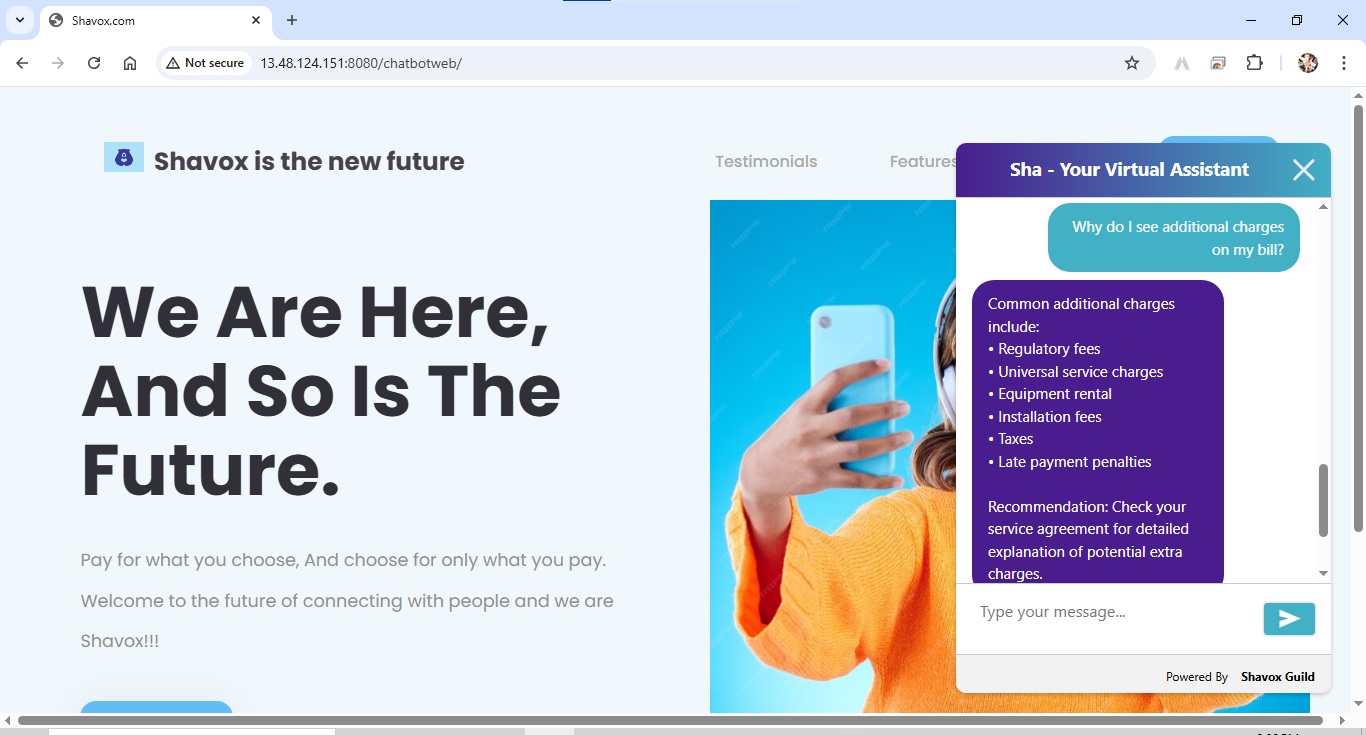 Shavox.com
Not secure
13.48.124.151:8080/chatbotweb/
Shavox is the new future
Testimonials
Features
We Are Here,
And So Is The
Future.
Pay for what you choose, And choose for only what you pay.
Welcome to the future of connecting with people and we are
Shavox!!!
FREEPIK
FREEPIK
FREEPIK
FREEPIK
Sha - Your Virtual Assistant
Why do I see additional charges
on my bill?
Common additional charges
include:
• Regulatory fees
• Universal service charges
• Equipment rental
• Installation fees
• Taxes
• Late payment penalties
Recommendation: Check your
service agreement for detailed
explanation of potential extra
charges.
Type your message...
Powered By Shavox Guild